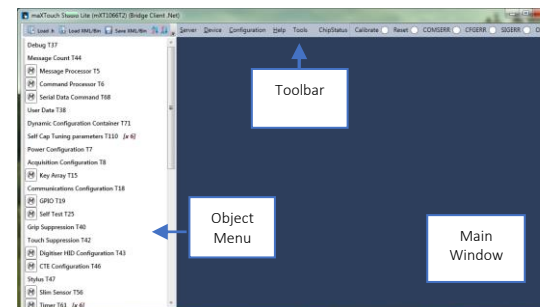 maXTouch Studio Lite (mXT1066T2) (Bridge Client .Net)
Load X Load XML/Bin Save XML/Bin Server Device Configuration Help Tools ChipStatus Calibrate Reset COMSERR CFGERR SIGERR
Debug T37
Message Count T44
Message Processor T5
Command Processor T6
Serial Data Command T68
User Data T38
Dynamic Configuration Container T71
Self Cap Tuning parameters T110 [x 6]
Power Configuration T7
Acquisition Configuration T8
Key Array T15
Communications Configuration T18
GPIO T19
Self Test T25
Grip Suppression T40
Touch Suppression T42
Digitiser HID Configuration T43
CTE Configuration T46
Stylus T47
Slim Sensor T56
Timer T61 [x 6]
Toolbar
Object
Menu
Main
Window